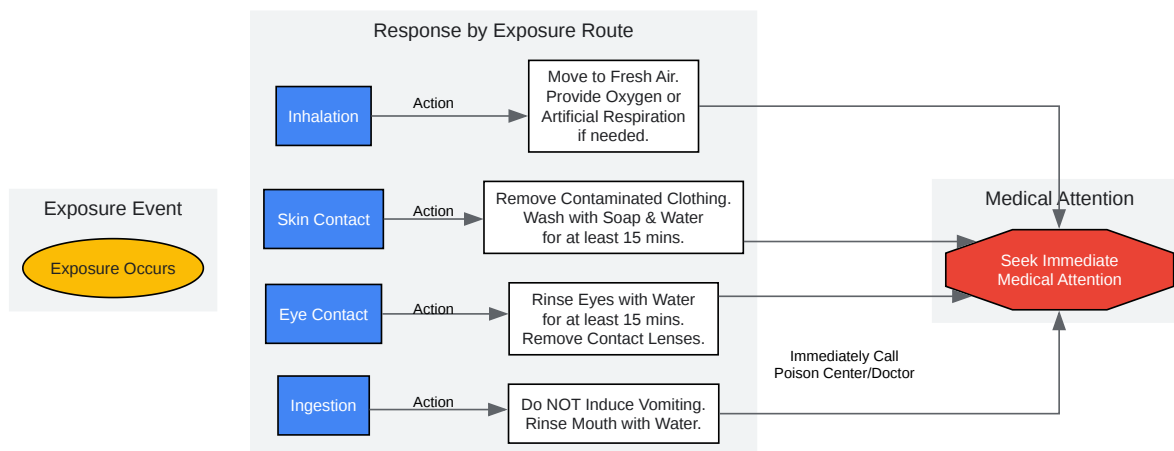 Response by Exposure Route
Inhalation
Action
Move to Fresh Air.
Provide Oxygen or
Artificial Respiration
if needed.
Skin Contact
Action
Remove Contaminated Clothing.
Wash with Soap & Water
for at least 15 mins.
Exposure Event
Exposure Occurs
Medical Attention
Seek Immediate
Medical Attention
Eye Contact
Action
Rinse Eyes with Water
for at least 15 mins.
Remove Contact Lenses.
Immediately Call
Poison Center/Doctor
Ingestion
Action
Do NOT Induce Vomiting.
Rinse Mouth with Water.